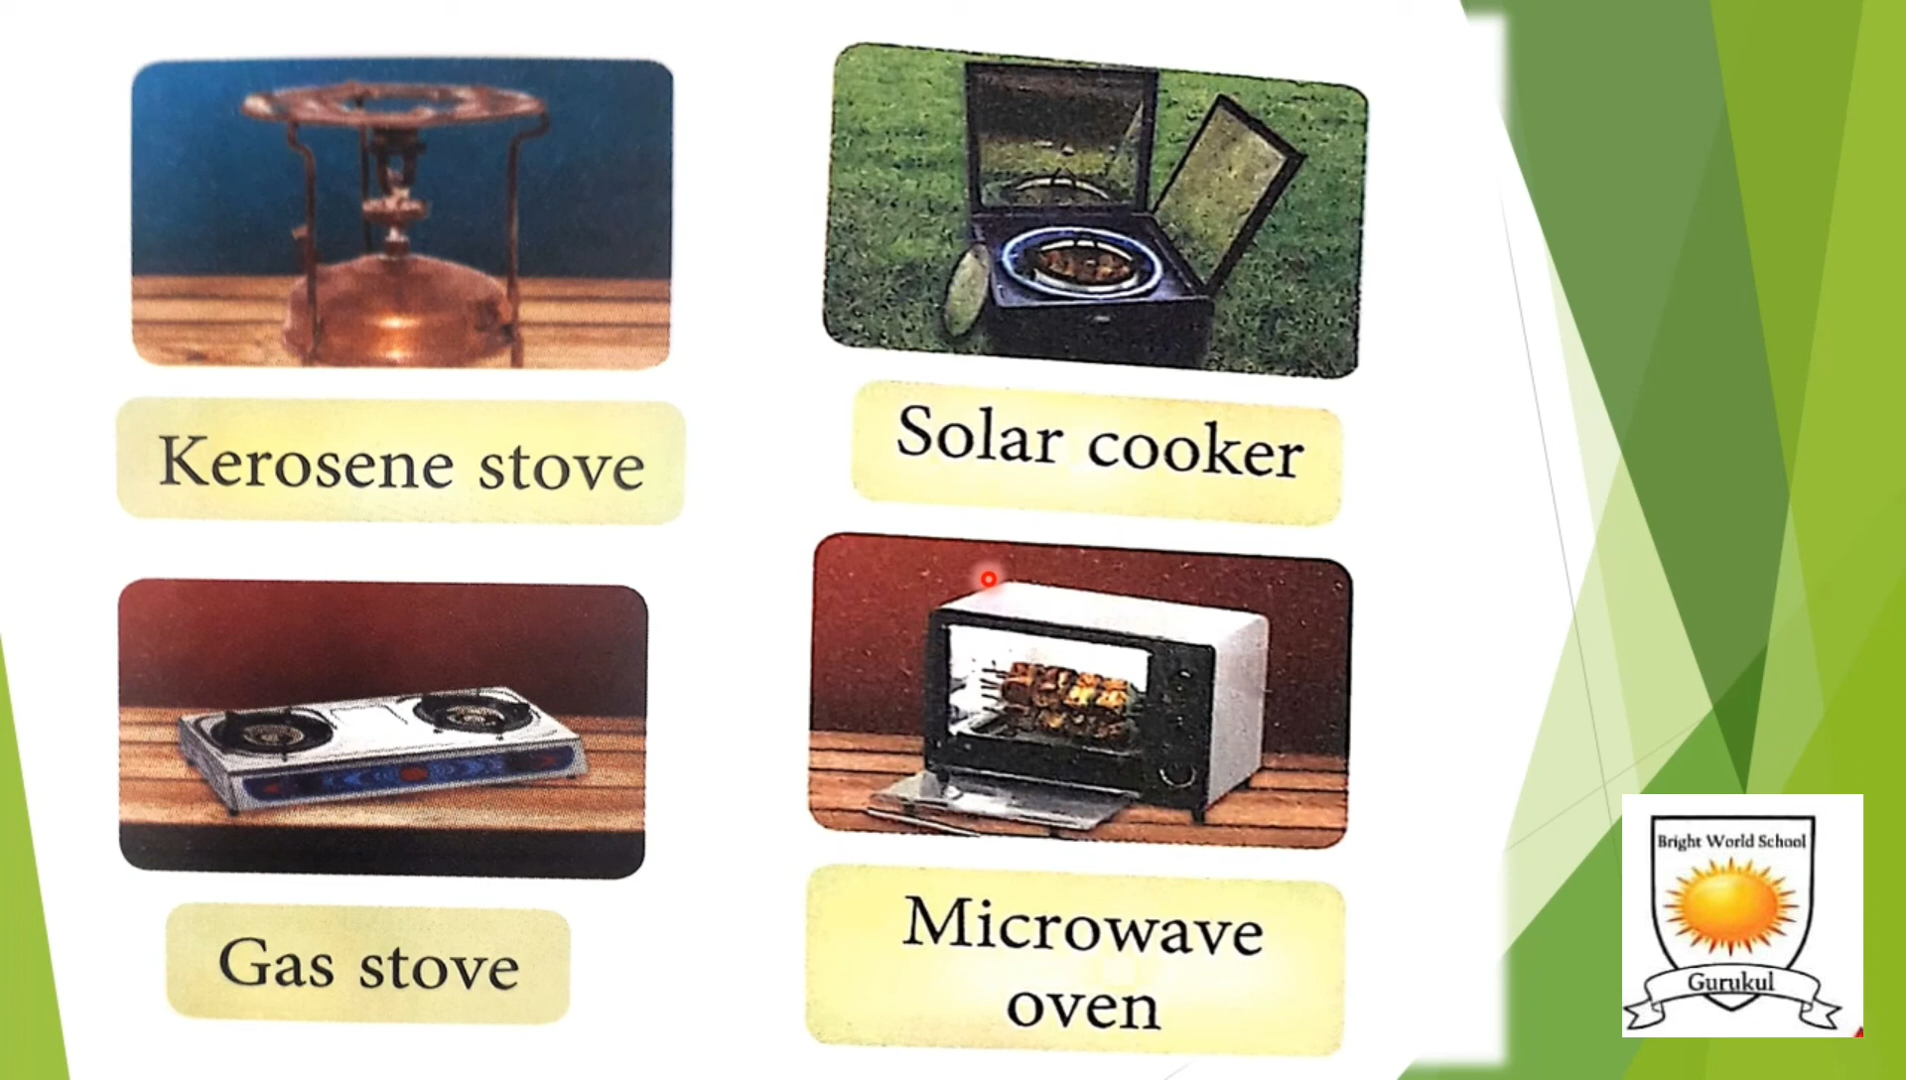 Kerosene stove
Solar cooker
Gas stove
Microwave
oven
Bright World School
Gurukul